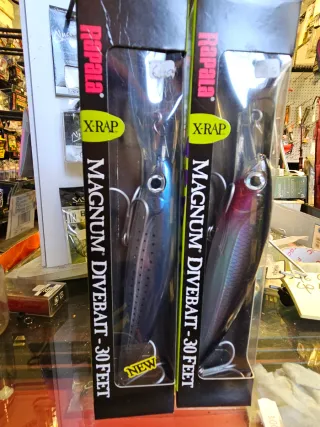 Rapala
X-RAP
MAGNUM DIVEBAIT - 30 FEET
NEW
Rapala
X-RAP
MAGNUM DIVEBAIT - 30 FEET